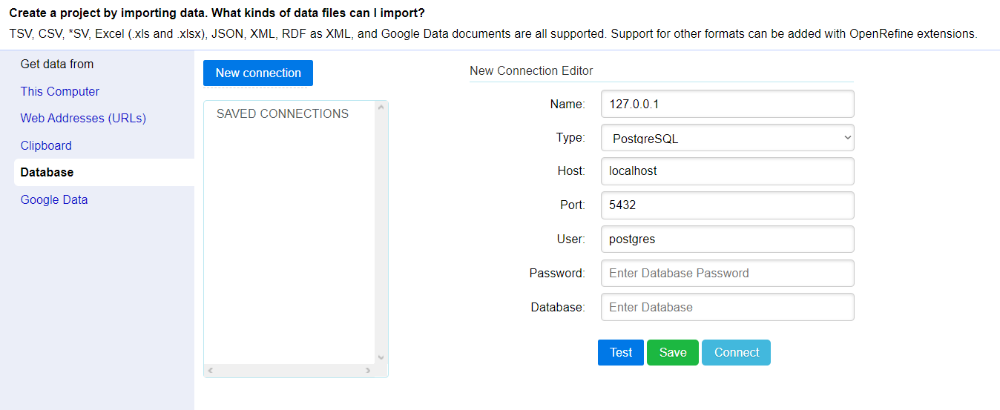 Create a project by importing data. What kinds of data files can I import?
TSV, CSV, *SV, Excel (.xls and .xlsx), JSON, XML, RDF as XML, and Google Data documents are all supported. Support for other formats can be added with OpenRefine extensions.
Get data from
This Computer
Web Addresses (URLs)
Clipboard
Database
Google Data
New connection
SAVED CONNECTIONS
New Connection Editor
Name: 127.0.0.1
Type: PostgreSQL
Host: localhost
Port: 5432
User: postgres
Password: Enter Database Password
Database: Enter Database
Test Save Connect